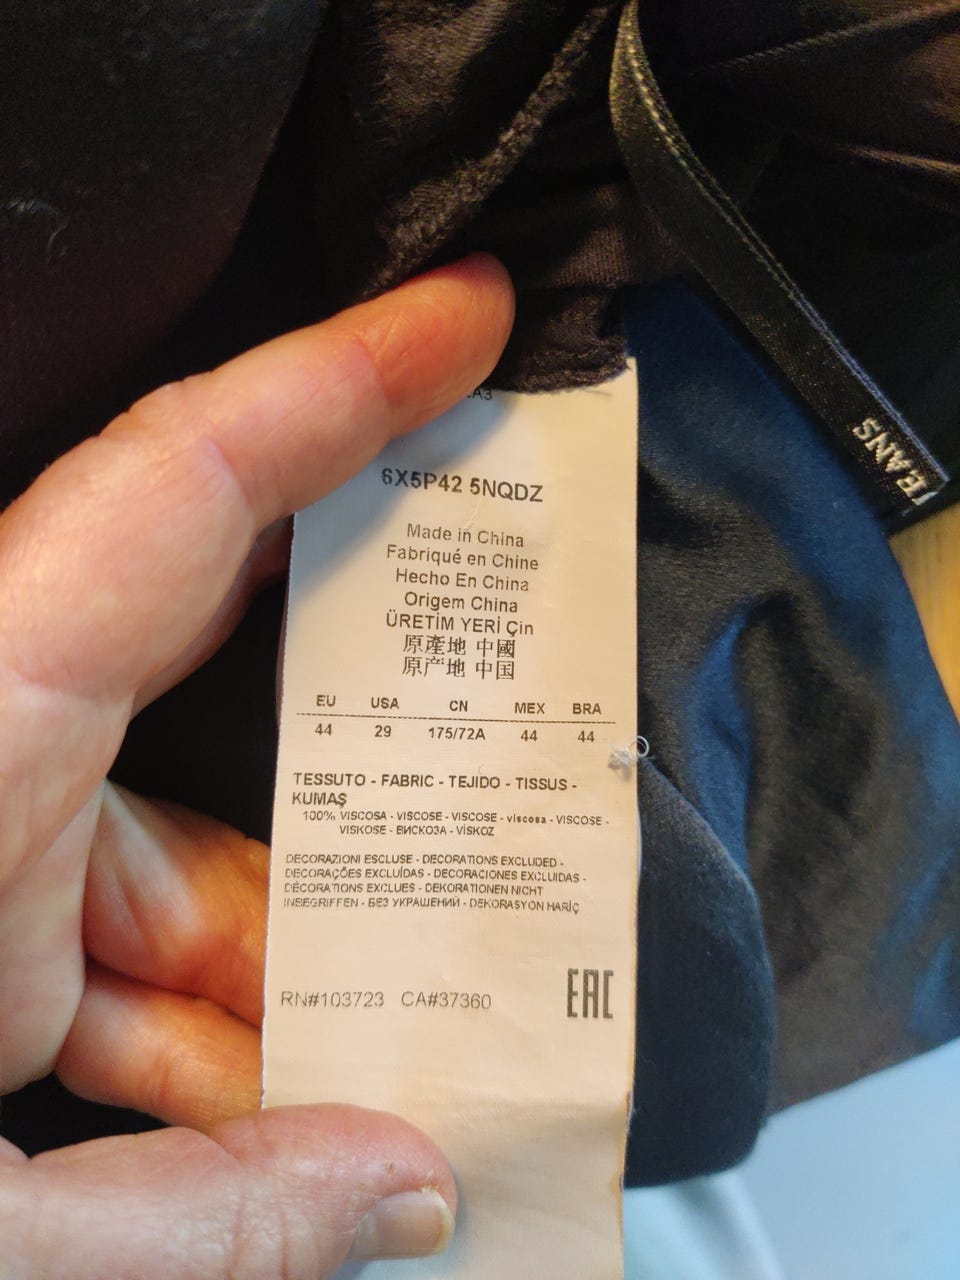 6X5P42 5NQDZ
Made in China
Fabriqué en Chine
Hecho En China
Origem China
ÜRETİM YERİ Çin
原產地 中國
原产地 中国
EU USA CN MEX BRA
44 29 175/72A 44 44
TESSUTO - FABRIC - TEJIDO - TISSUS -
KUMAŞ
100% VISCOSA - VISCOSE - VISCOSE - viscosa - VISCOSE -
VISKOSE - ВИСКОЗА - VİSKOZ
DECORAZIONI ESCLUSE - DECORATIONS EXCLUDED -
DECORAÇÕES EXCLUÍDAS - DECORACIONES EXCLUIDAS -
DÉCORATIONS EXCLUES - DEKORATIONEN NICHT
INBEGRIFFEN - БЕЗ УКРАШЕНИЙ - DEKORASYON HARİÇ
RN#103723 CA#37360
EAC
JEANS